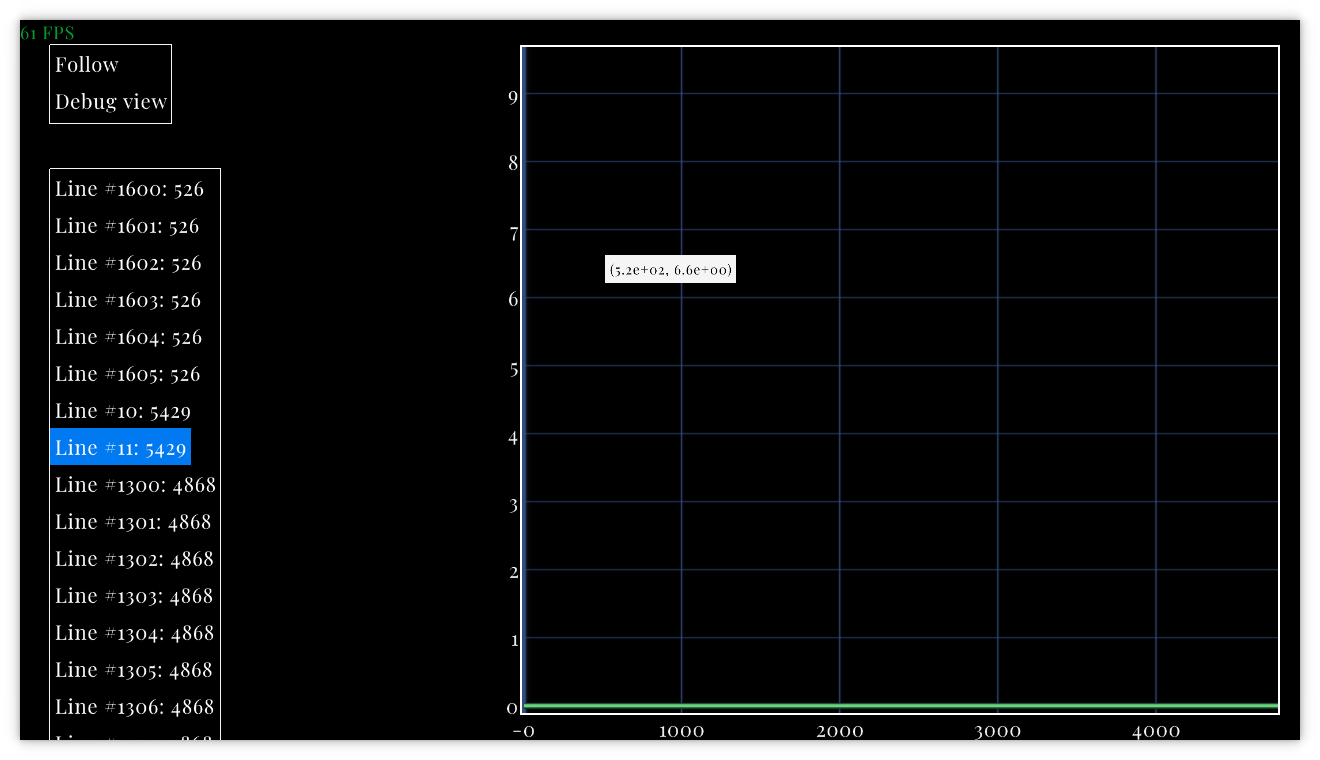 61 FPS
Follow
Debug view
Line #1600: 526
Line #1601: 526
Line #1602: 526
Line #1603: 526
Line #1604: 526
Line #1605: 526
Line #10: 5429
Line #11: 5429
Line #1300: 4868
Line #1301: 4868
Line #1302: 4868
Line #1303: 4868
Line #1304: 4868
Line #1305: 4868
Line #1306: 4868
9
8
7
(5.2e+02, 6.6e+00)
6
5
4
3
2
1
0
-0 1000 2000 3000 4000